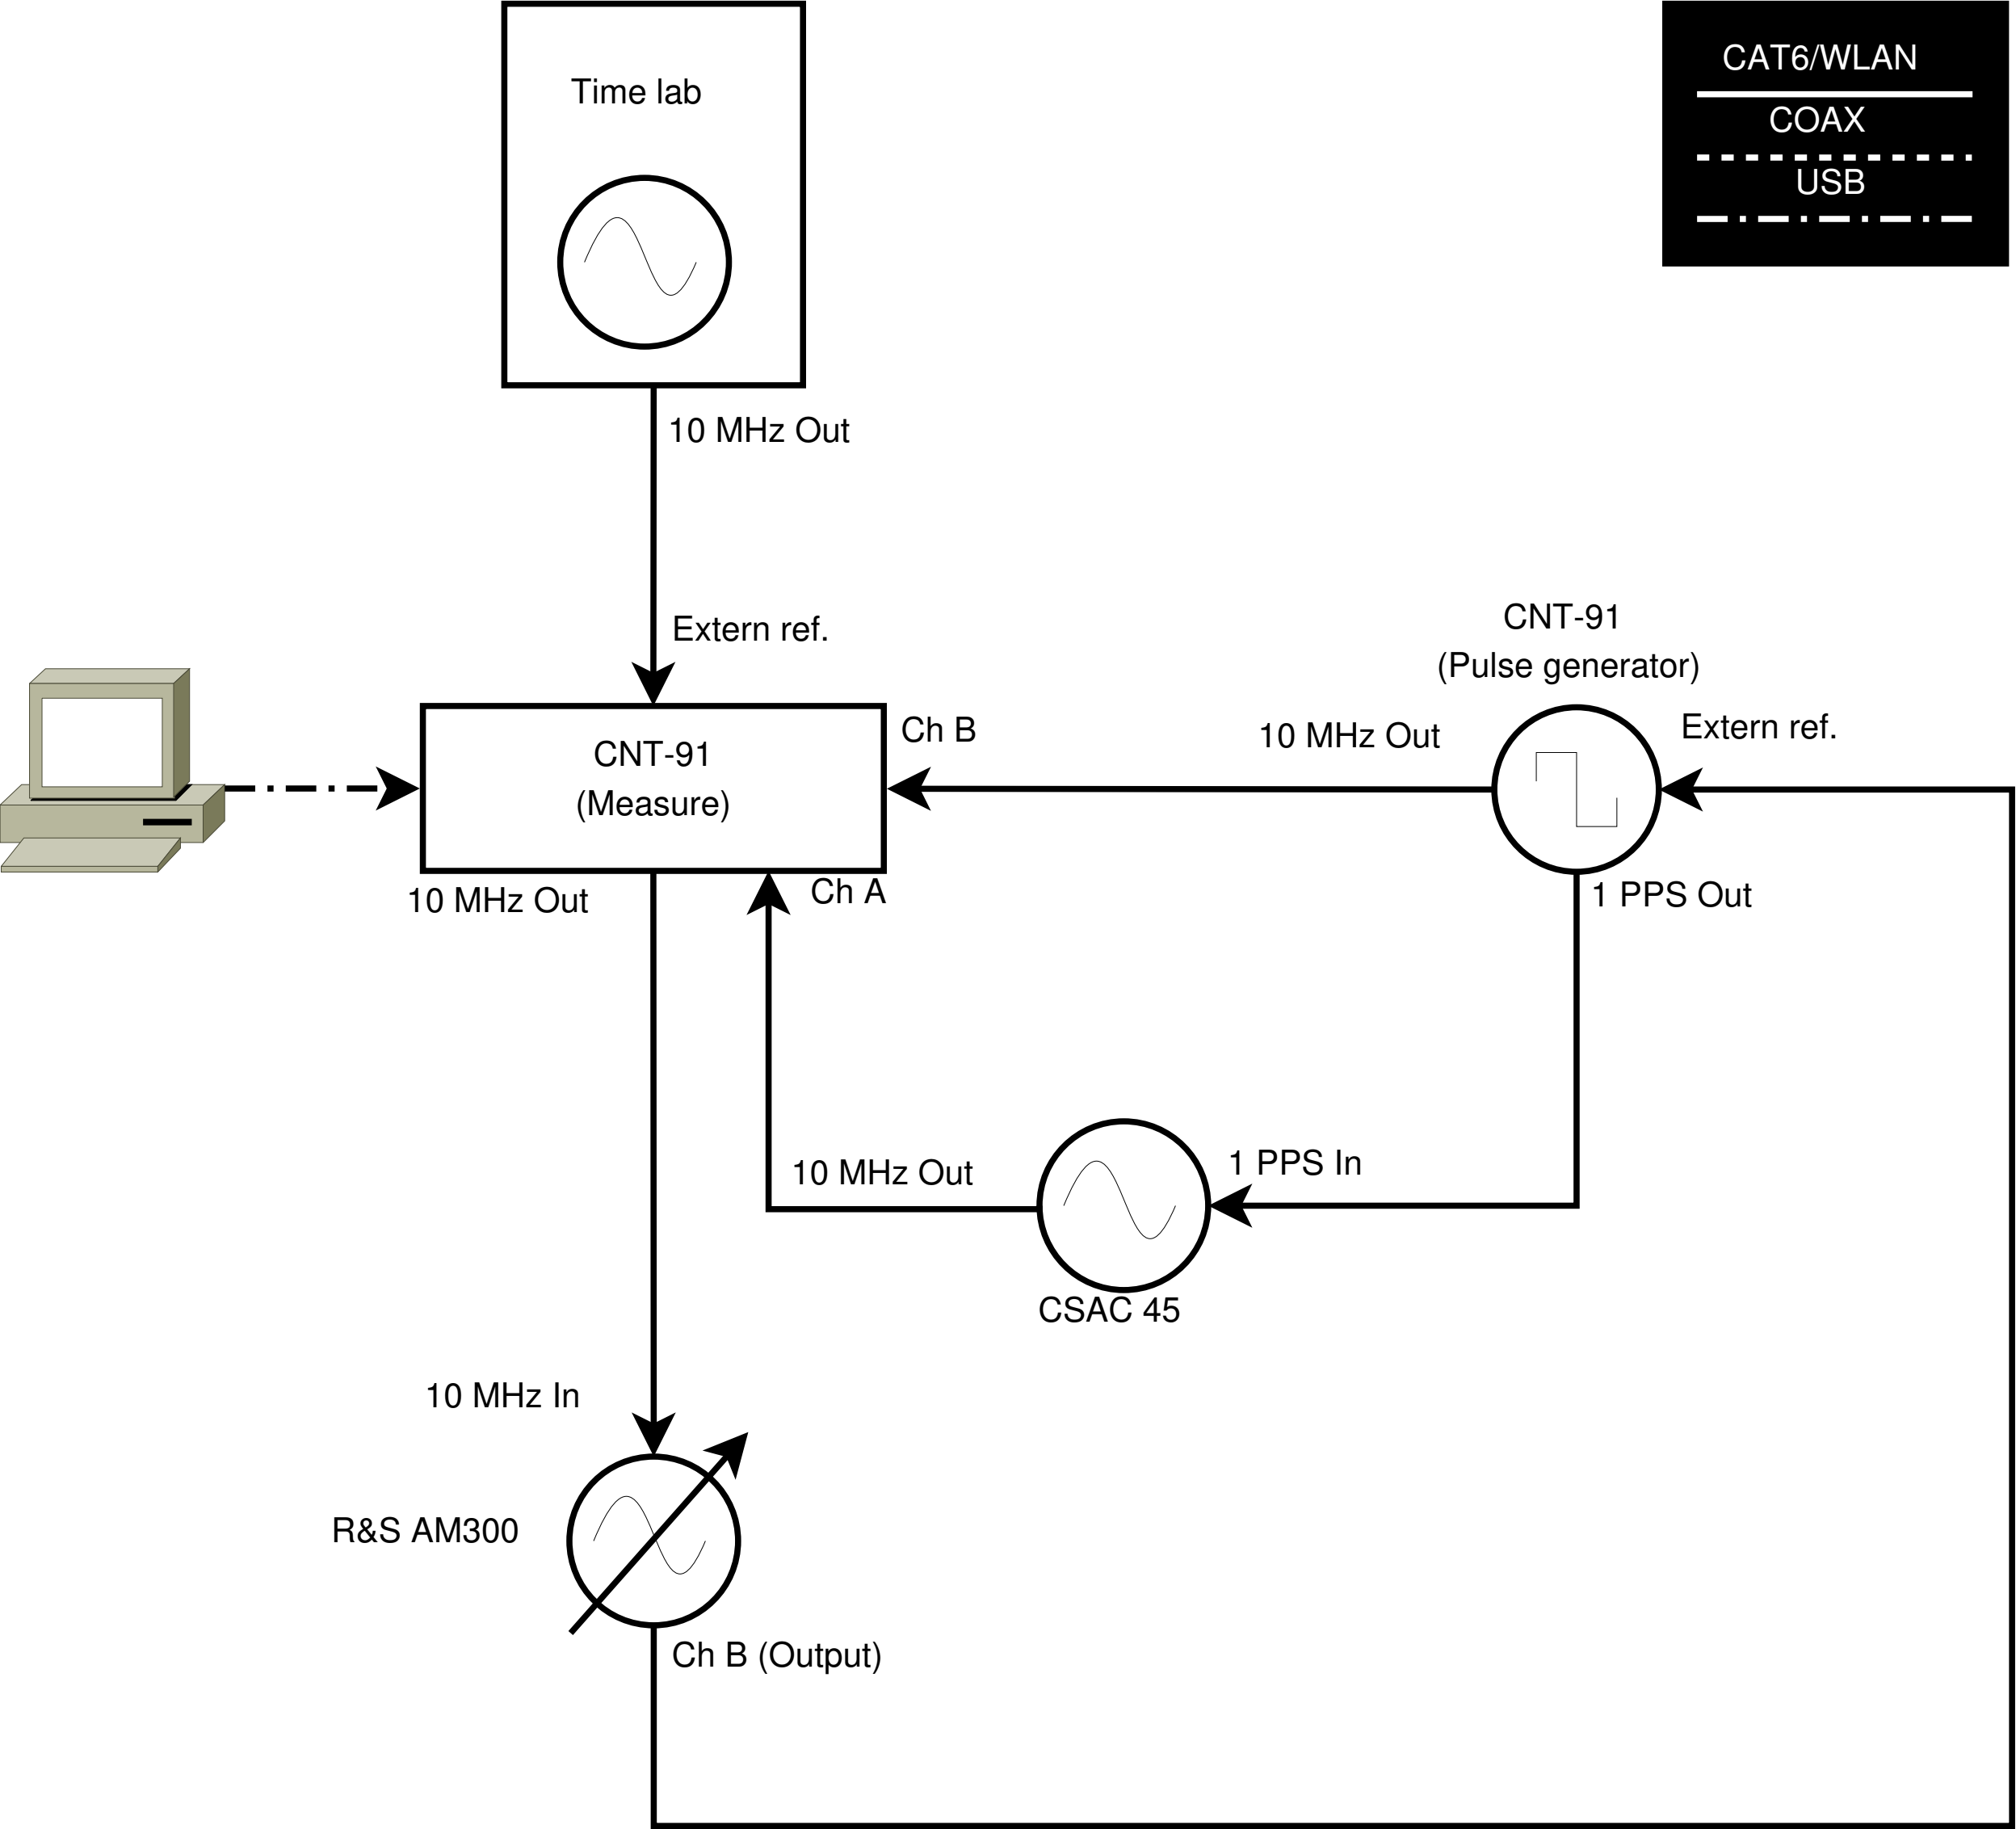 Time lab
CAT6/WLAN
COAX
USB
10 MHz Out
Extern ref.
CNT-91
(Pulse generator)
Extern ref.
10 MHz Out
Ch B
CNT-91
(Measure)
10 MHz Out
Ch A
1 PPS Out
10 MHz Out
1 PPS In
CSAC 45
10 MHz In
R&S AM300
Ch B (Output)